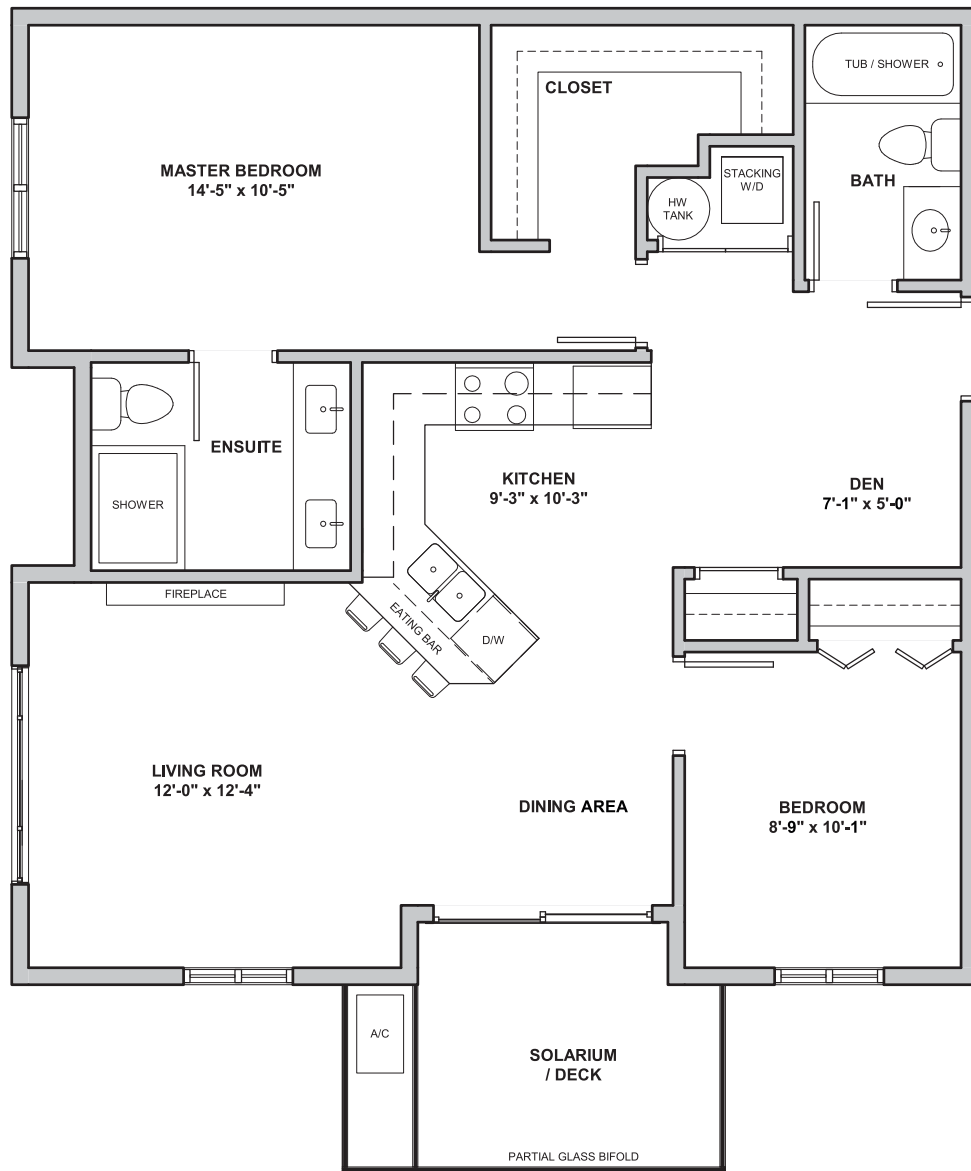 TUB / SHOWER
CLOSET
MASTER BEDROOM
14'-5" x 10'-5"
STACKING
W/D
HW
TANK
BATH
ENSUITE
SHOWER
KITCHEN
9'-3" x 10'-3"
DEN
7'-1" x 5'-0"
FIREPLACE
EATING BAR
D/W
LIVING ROOM
12'-0" x 12'-4"
DINING AREA
BEDROOM
8'-9" x 10'-1"
A/C
SOLARIUM
/ DECK
PARTIAL GLASS BIFOLD